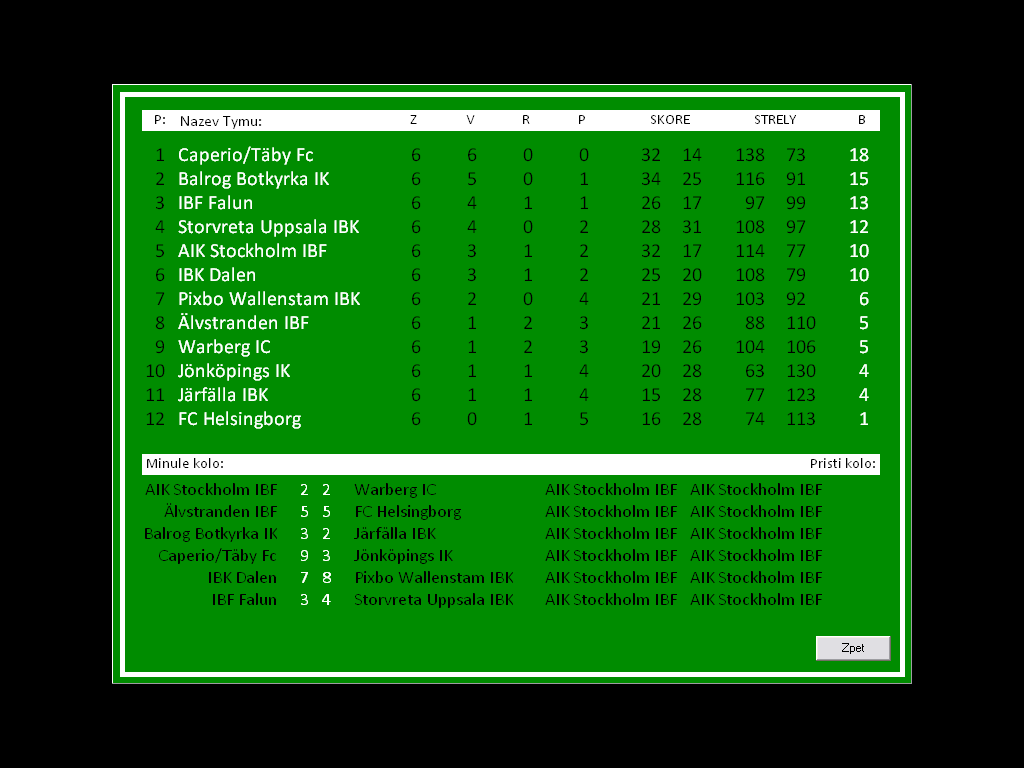 P: Nazev Tymu: Z V R P SKORE STRELY B
1 Caperio/Täby Fc 6 6 0 0 32 14 138 73 18
2 Balrog Botkyrka IK 6 5 0 1 34 25 116 91 15
3 IBF Falun 6 4 1 1 26 17 97 99 13
4 Storvreta Uppsala IBK 6 4 0 2 28 31 108 97 12
5 AIK Stockholm IBF 6 3 1 2 32 17 114 77 10
6 IBK Dalen 6 3 1 2 25 20 108 79 10
7 Pixbo Wallenstam IBK 6 2 0 4 21 29 103 92 6
8 Älvstranden IBF 6 1 2 3 21 26 88 110 5
9 Warberg IC 6 1 2 3 19 26 104 106 5
10 Jönköpings IK 6 1 1 4 20 28 63 130 4
11 Järfälla IBK 6 1 1 4 15 28 77 123 4
12 FC Helsingborg 6 0 1 5 16 28 74 113 1
Minule kolo: Pristi kolo:
AIK Stockholm IBF 2 2 Warberg IC AIK Stockholm IBF AIK Stockholm IBF
Älvstranden IBF 5 5 FC Helsingborg AIK Stockholm IBF AIK Stockholm IBF
Balrog Botkyrka IK 3 2 Järfälla IBK AIK Stockholm IBF AIK Stockholm IBF
Caperio/Täby Fc 9 3 Jönköpings IK AIK Stockholm IBF AIK Stockholm IBF
IBK Dalen 7 8 Pixbo Wallenstam IBK AIK Stockholm IBF AIK Stockholm IBF
IBF Falun 3 4 Storvreta Uppsala IBK AIK Stockholm IBF AIK Stockholm IBF
Zpet